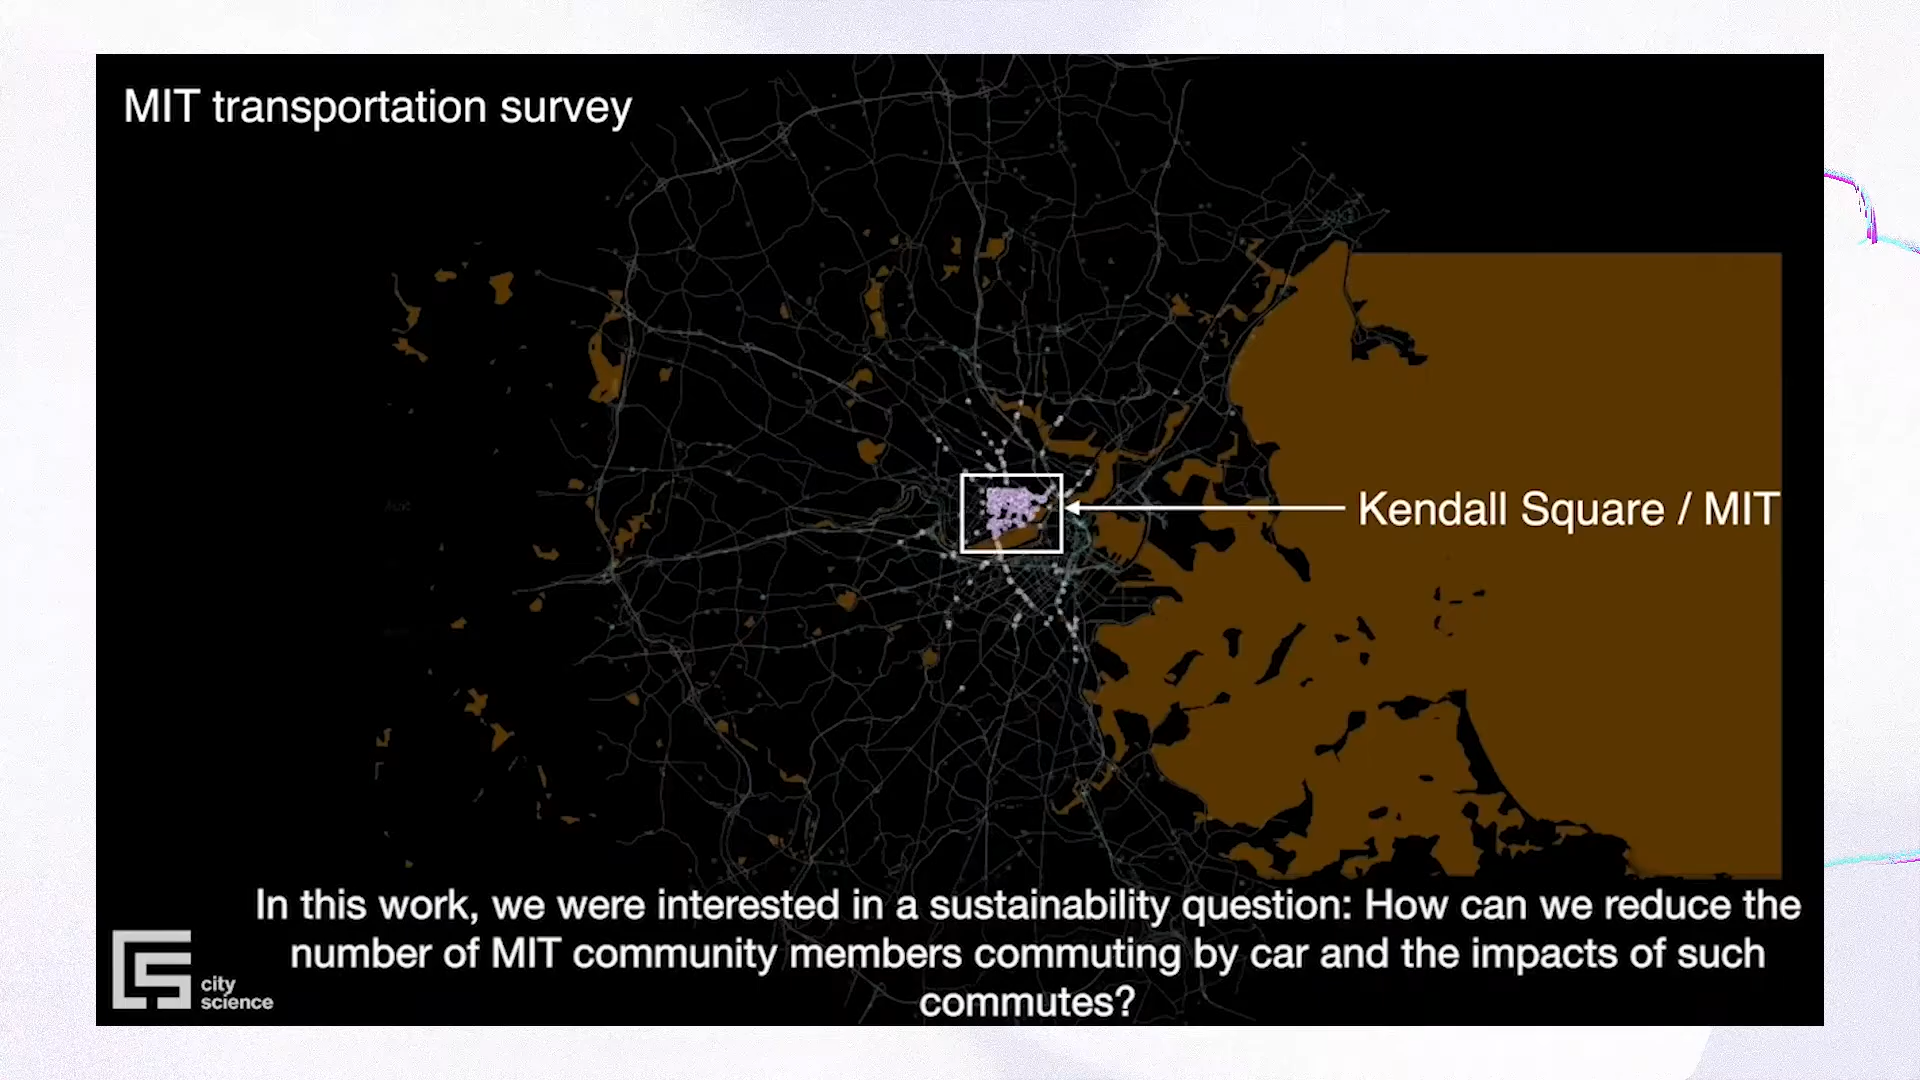 MIT transportation survey
Kendall Square / MIT
In this work, we were interested in a sustainability question: How can we reduce the
number of MIT community members commuting by car and the impacts of such
commutes?
city
science